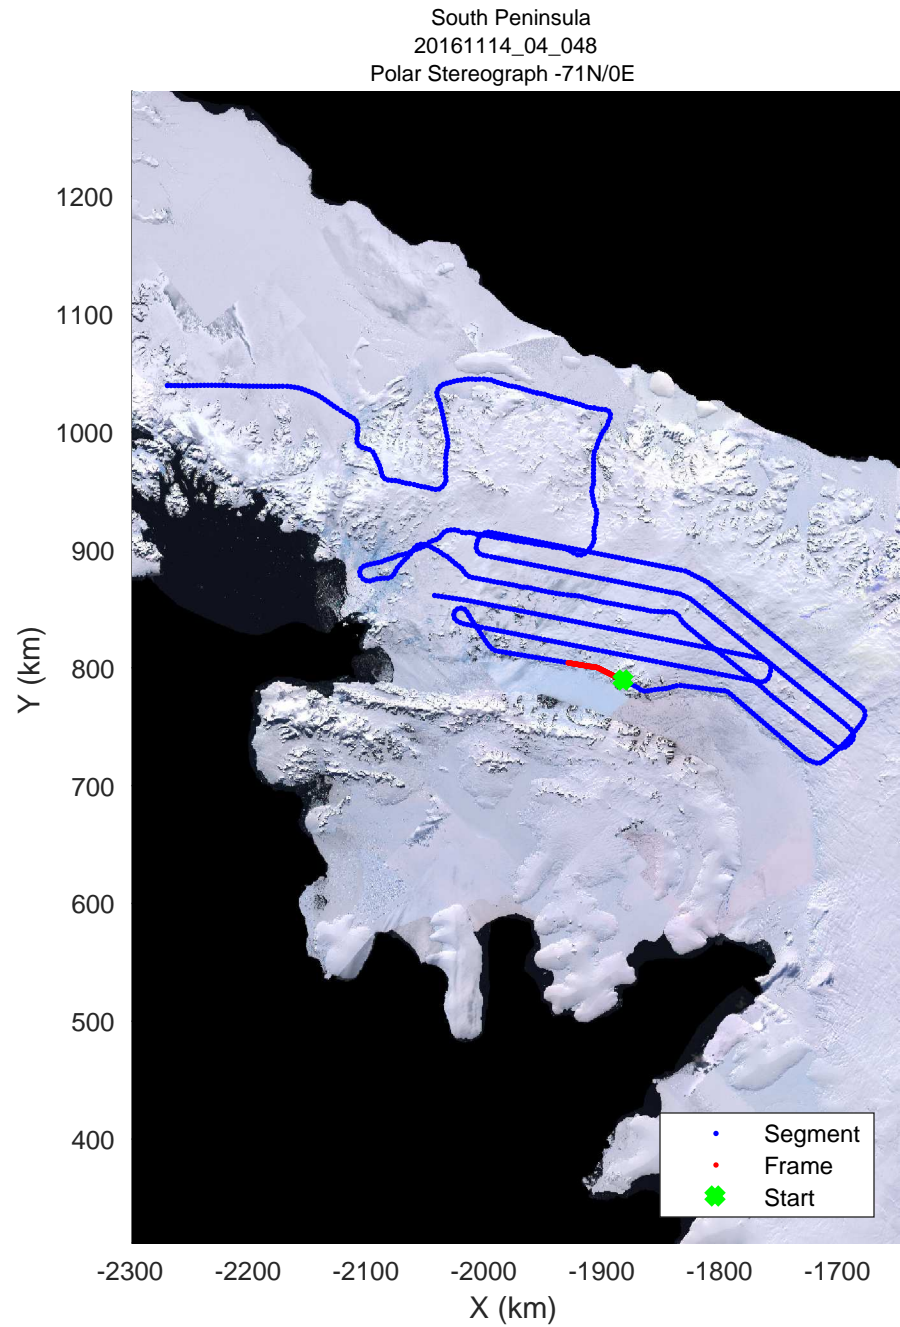 South Peninsula
20161114_04_048
Polar Stereograph -71N/0E
1200
1100
1000
900
800
700
600
500
400
Y (km)
Segment
Frame
Start
-2300 -2200 -2100 -2000 -1900 -1800 -1700
X (km)